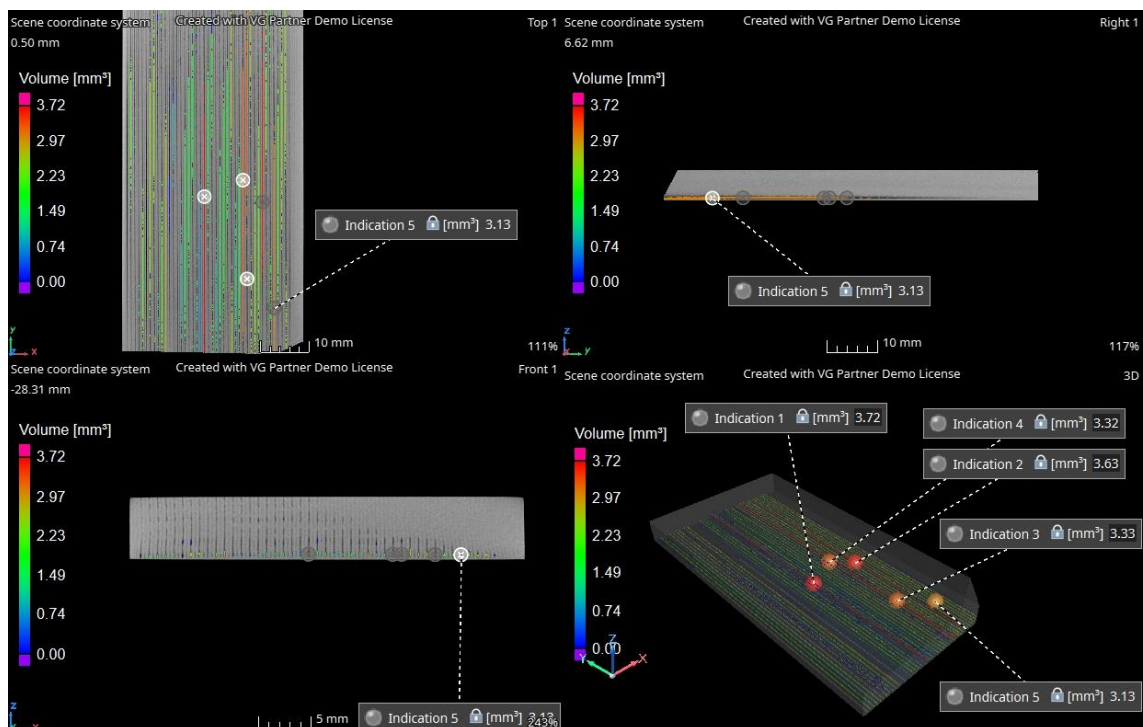 Scene coordinate system Created with VG Partner Demo License Top 1
0.50 mm
Volume [mm³]
3.72
2.97
2.23
1.49
0.74
0.00
Indication 5 [mm³] 3.13
y
z x
10 mm
111%
Scene coordinate system Created with VG Partner Demo License Right 1
6.62 mm
Volume [mm³]
3.72
2.97
2.23
1.49
0.74
0.00
Indication 5 [mm³] 3.13
z
x y
10 mm
117%
Scene coordinate system Created with VG Partner Demo License Front 1
-28.31 mm
Volume [mm³]
3.72
2.97
2.23
1.49
0.74
0.00
Indication 5 [mm³]
z
5 mm
243%
Scene coordinate system Created with VG Partner Demo License 3D
Volume [mm³]
3.72
2.97
2.23
1.49
0.74
0.00
Indication 1 [mm³] 3.72
Indication 4 [mm³] 3.32
Indication 2 [mm³] 3.63
Indication 3 [mm³] 3.33
Indication 5 [mm³] 3.13
Z
Y X